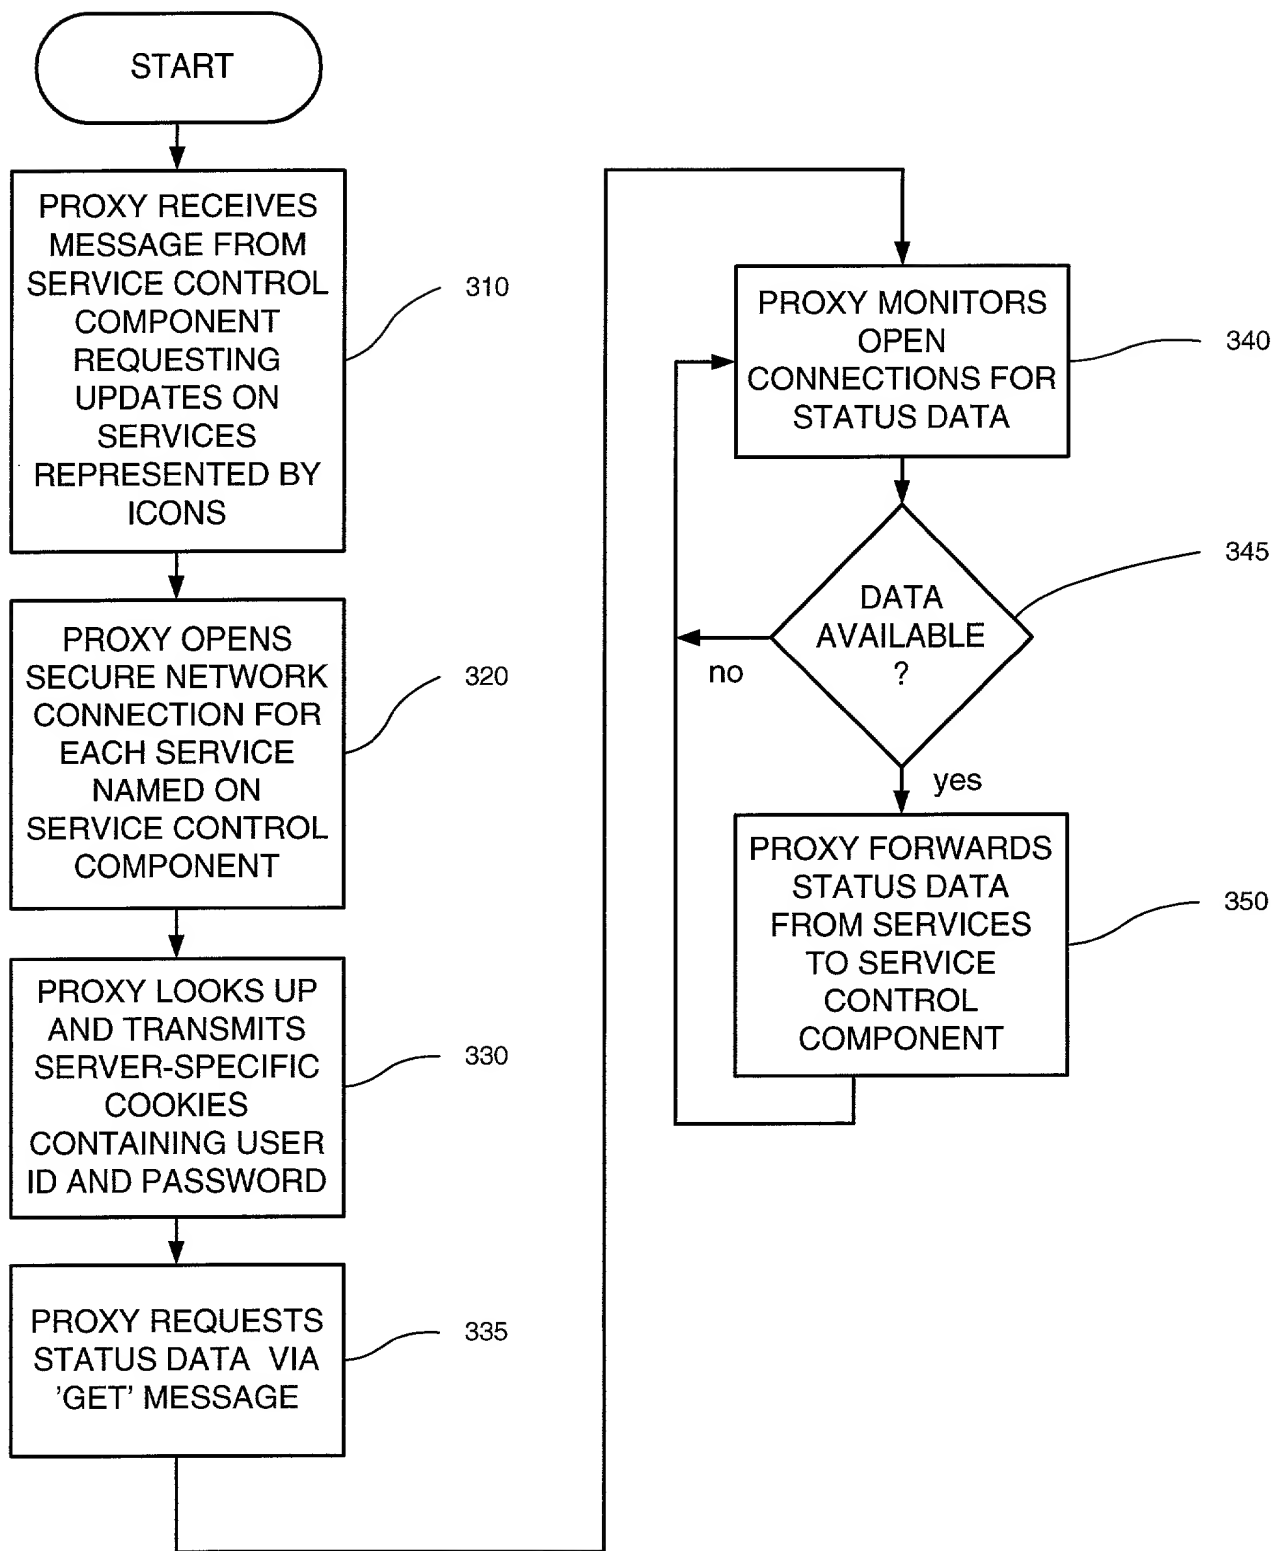 START
PROXY RECEIVES
MESSAGE FROM
SERVICE CONTROL
COMPONENT
REQUESTING
UPDATES ON
SERVICES
REPRESENTED BY
ICONS
310
PROXY OPENS
SECURE NETWORK
CONNECTION FOR
EACH SERVICE
NAMED ON
SERVICE CONTROL
COMPONENT
320
PROXY LOOKS UP
AND TRANSMITS
SERVER-SPECIFIC
COOKIES
CONTAINING USER
ID AND PASSWORD
330
PROXY REQUESTS
STATUS DATA VIA
'GET' MESSAGE
335
PROXY MONITORS
OPEN
CONNECTIONS FOR
STATUS DATA
340
DATA
AVAILABLE
?
345
no
yes
PROXY FORWARDS
STATUS DATA
FROM SERVICES
TO SERVICE
CONTROL
COMPONENT
350